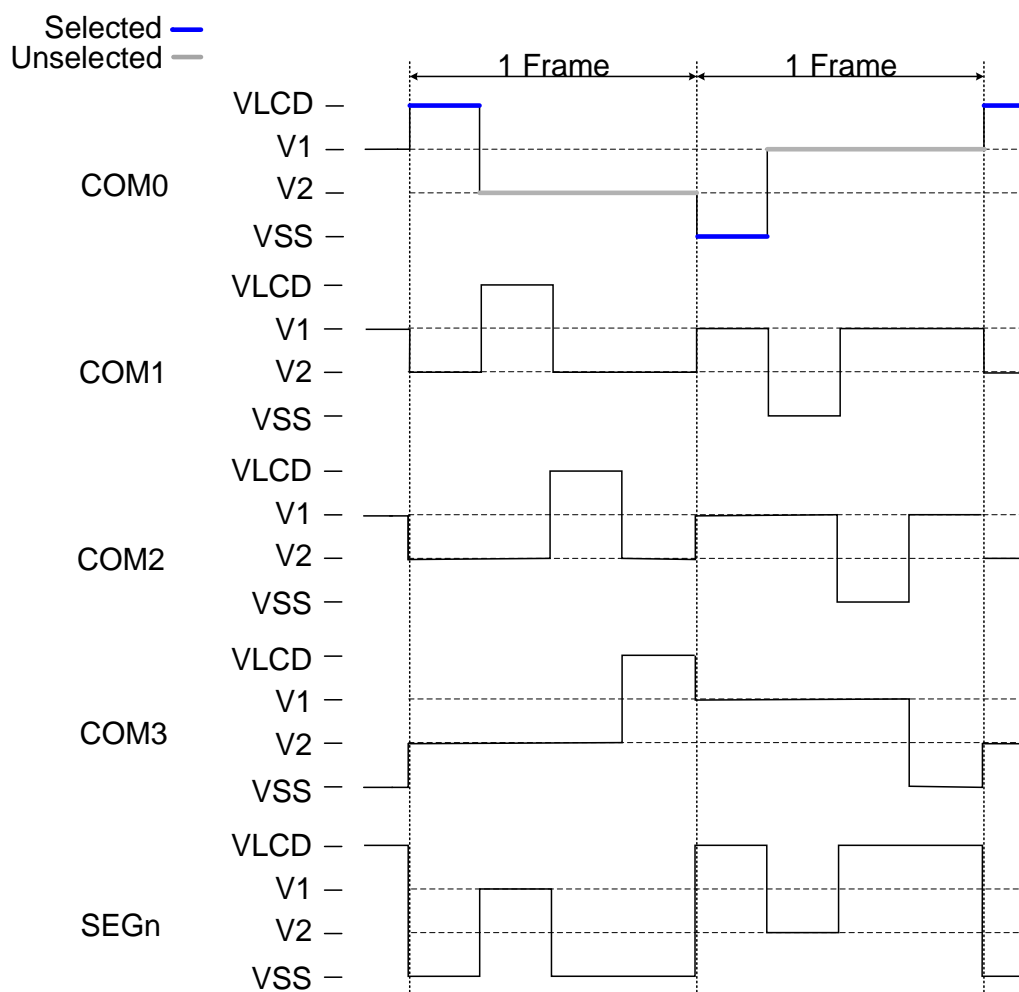 Selected
Unselected
1 Frame 1 Frame
VLCD
V1
COM0
V2
VSS
VLCD
V1
COM1
V2
VSS
VLCD
V1
COM2
V2
VSS
VLCD
V1
COM3
V2
VSS
VLCD
V1
SEGn
V2
VSS